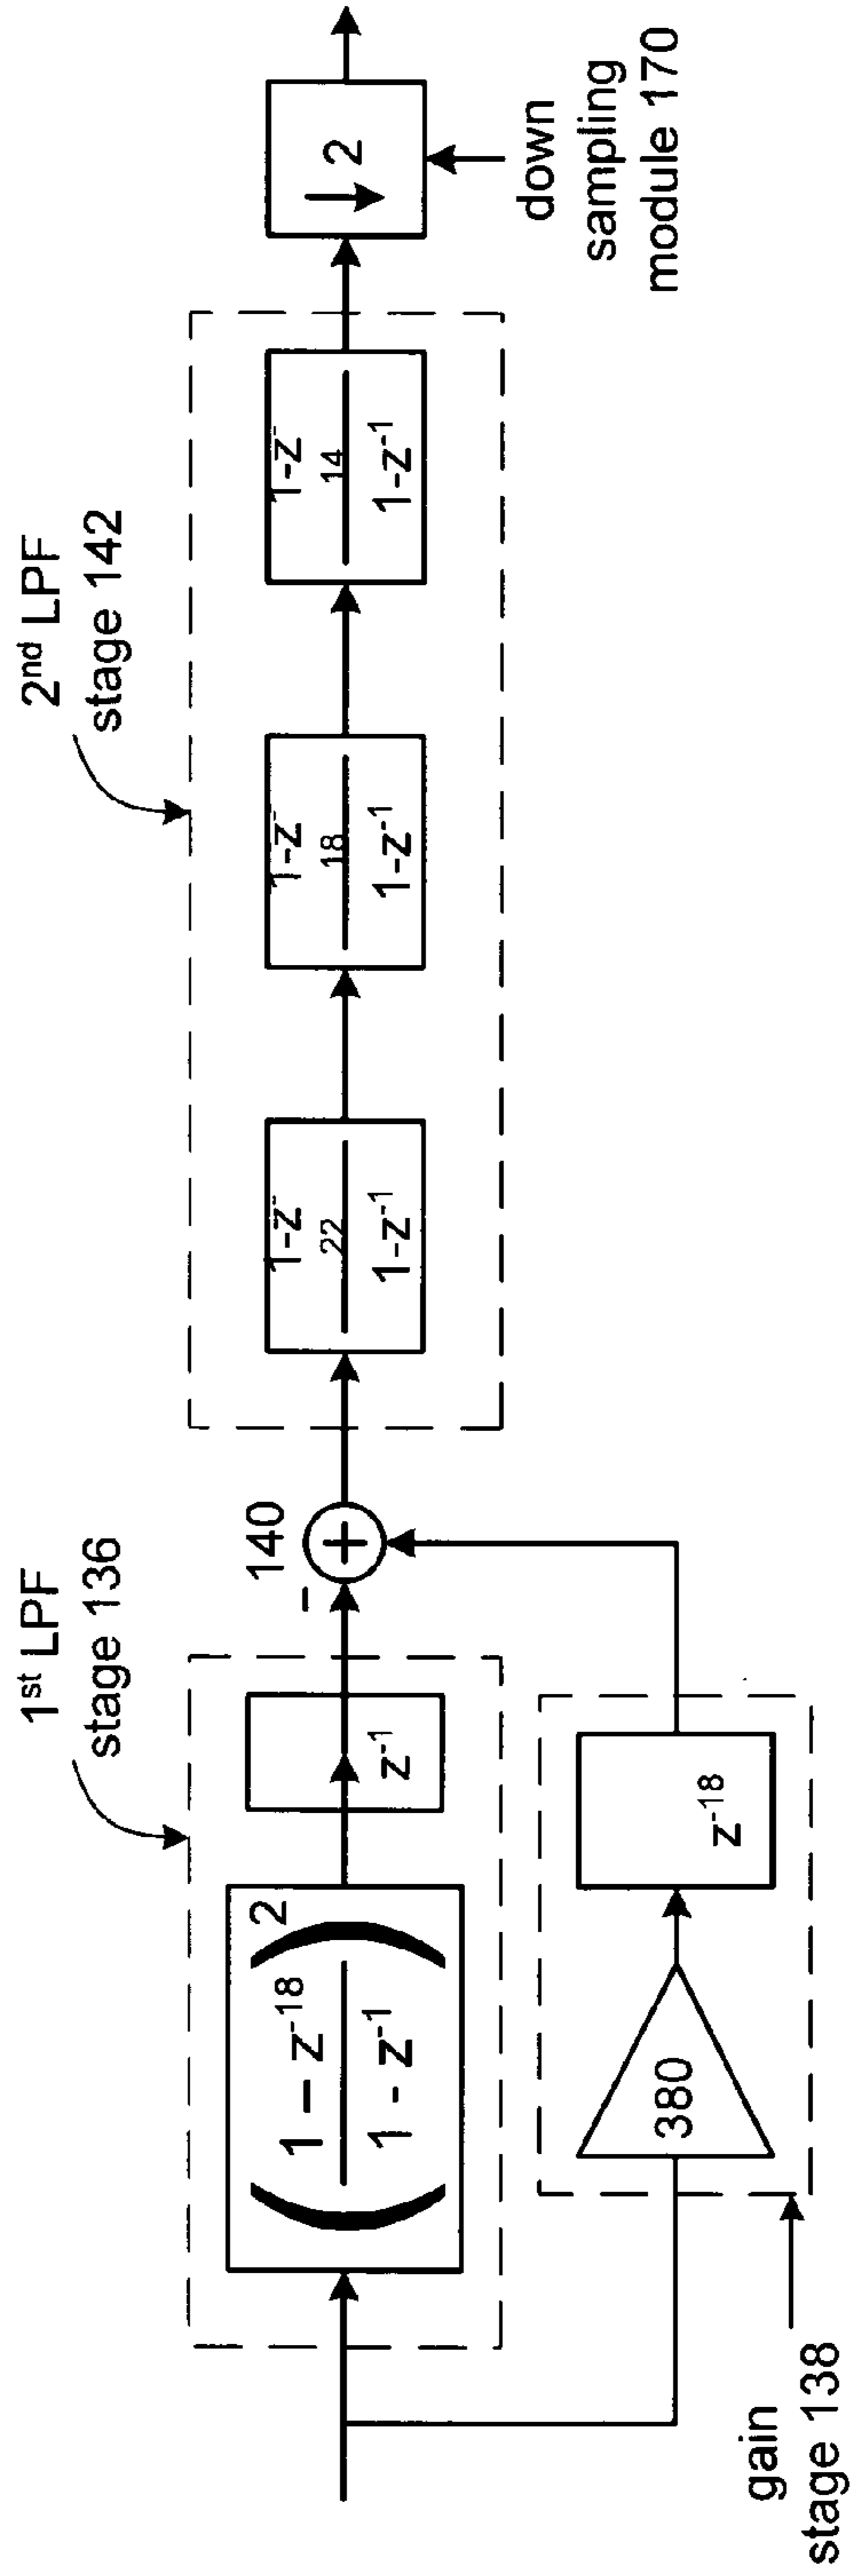 1st LPF
stage 136
2nd LPF
stage 142
( 1 – z-18 ) 2
1 - z-1
z-1
-
140
+
1-z-
22
1-z-1
1-z-
18
1-z-1
1-z-
14
1-z-1
↓ 2
down
sampling
module 170
380
z-18
gain
stage 138